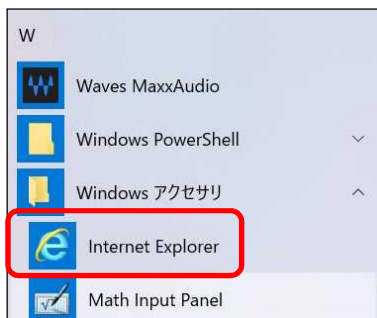 W
Waves MaxxAudio
Windows PowerShell
Windows アクセサリ
Internet Explorer
Math Input Panel